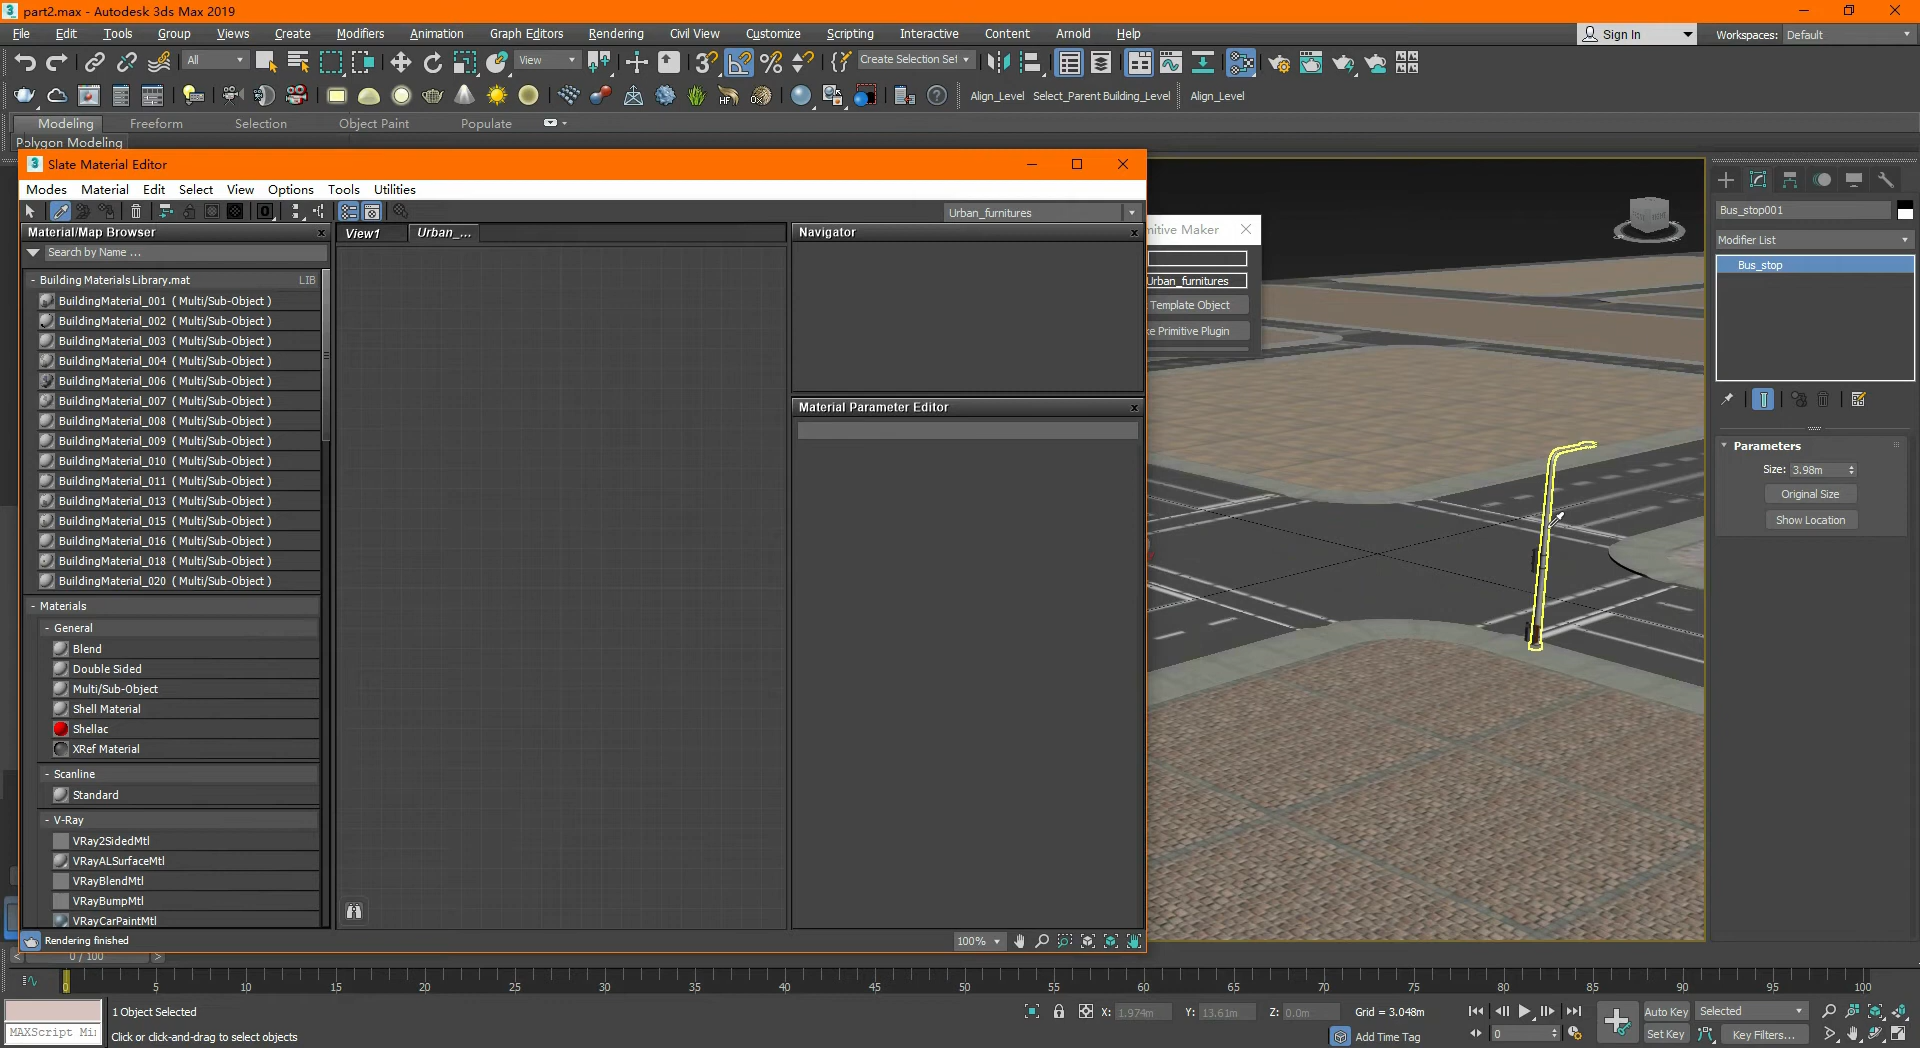 part2.max - Autodesk 3ds Max 2019
File Edit Tools Group Views Create Modifiers Animation Graph Editors Rendering Civil View Customize Scripting Interactive Content Arnold Help
Sign In
Workspaces: Default
All
View
Create Selection Set
Align_Level Select_Parent Building_Level Align_Level
Modeling Freeform Selection Object Paint Populate
Polygon Modeling
Slate Material Editor
Modes Material Edit Select View Options Tools Utilities
Urban_furnitures
Material/Map Browser
Search by Name ...
Building MaterialsLibrary.mat LIB
BuildingMaterial_001 ( Multi/Sub-Object )
BuildingMaterial_002 ( Multi/Sub-Object )
BuildingMaterial_003 ( Multi/Sub-Object )
BuildingMaterial_004 ( Multi/Sub-Object )
BuildingMaterial_006 ( Multi/Sub-Object )
BuildingMaterial_007 ( Multi/Sub-Object )
BuildingMaterial_008 ( Multi/Sub-Object )
BuildingMaterial_009 ( Multi/Sub-Object )
BuildingMaterial_010 ( Multi/Sub-Object )
BuildingMaterial_011 ( Multi/Sub-Object )
BuildingMaterial_013 ( Multi/Sub-Object )
BuildingMaterial_015 ( Multi/Sub-Object )
BuildingMaterial_016 ( Multi/Sub-Object )
BuildingMaterial_018 ( Multi/Sub-Object )
BuildingMaterial_020 ( Multi/Sub-Object )
- Materials
- General
Blend
Double Sided
Multi/Sub-Object
Shell Material
Shellac
XRef Material
- Scanline
Standard
- V-Ray
VRay2SidedMtl
VRayALSurfaceMtl
VRayBlendMtl
VRayBumpMtl
VRayCarPaintMtl
Rendering finished
View1 Urban_...
Navigator
Material Parameter Editor
100%
mitive Maker
Urban_furnitures
Template Object
ke Primitive Plugin
Bus_stop001
Modifier List
Bus_stop
Parameters
Size: 3.98m
Original Size
Show Location
0 / 100
0 5 10 15 20 25 30 35 40 45 50 55 60 65 70 75 80 85 90 95 100
MAXScript Mi
1 Object Selected
Click or click-and-drag to select objects
X: 1.974m Y: 13.61m Z: 0.0m Grid = 3.048m
Add Time Tag
0
Auto Key Selected
Set Key Key Filters...